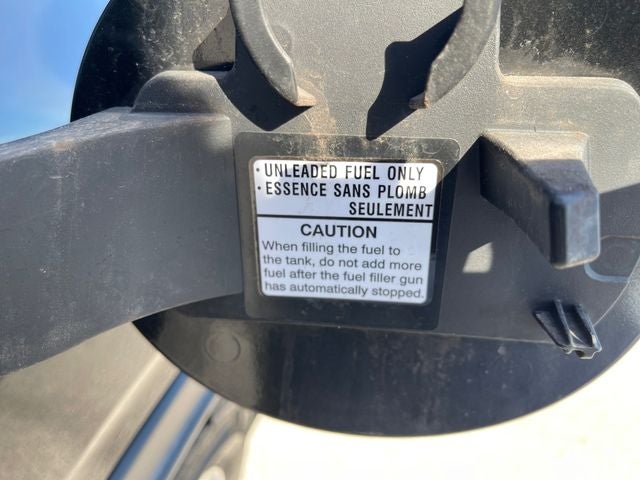 · UNLEADED FUEL ONLY
· ESSENCE SANS PLOMB
SEULEMENT
CAUTION
When filling the fuel to
the tank, do not add more
fuel after the fuel filler gun
has automatically stopped.